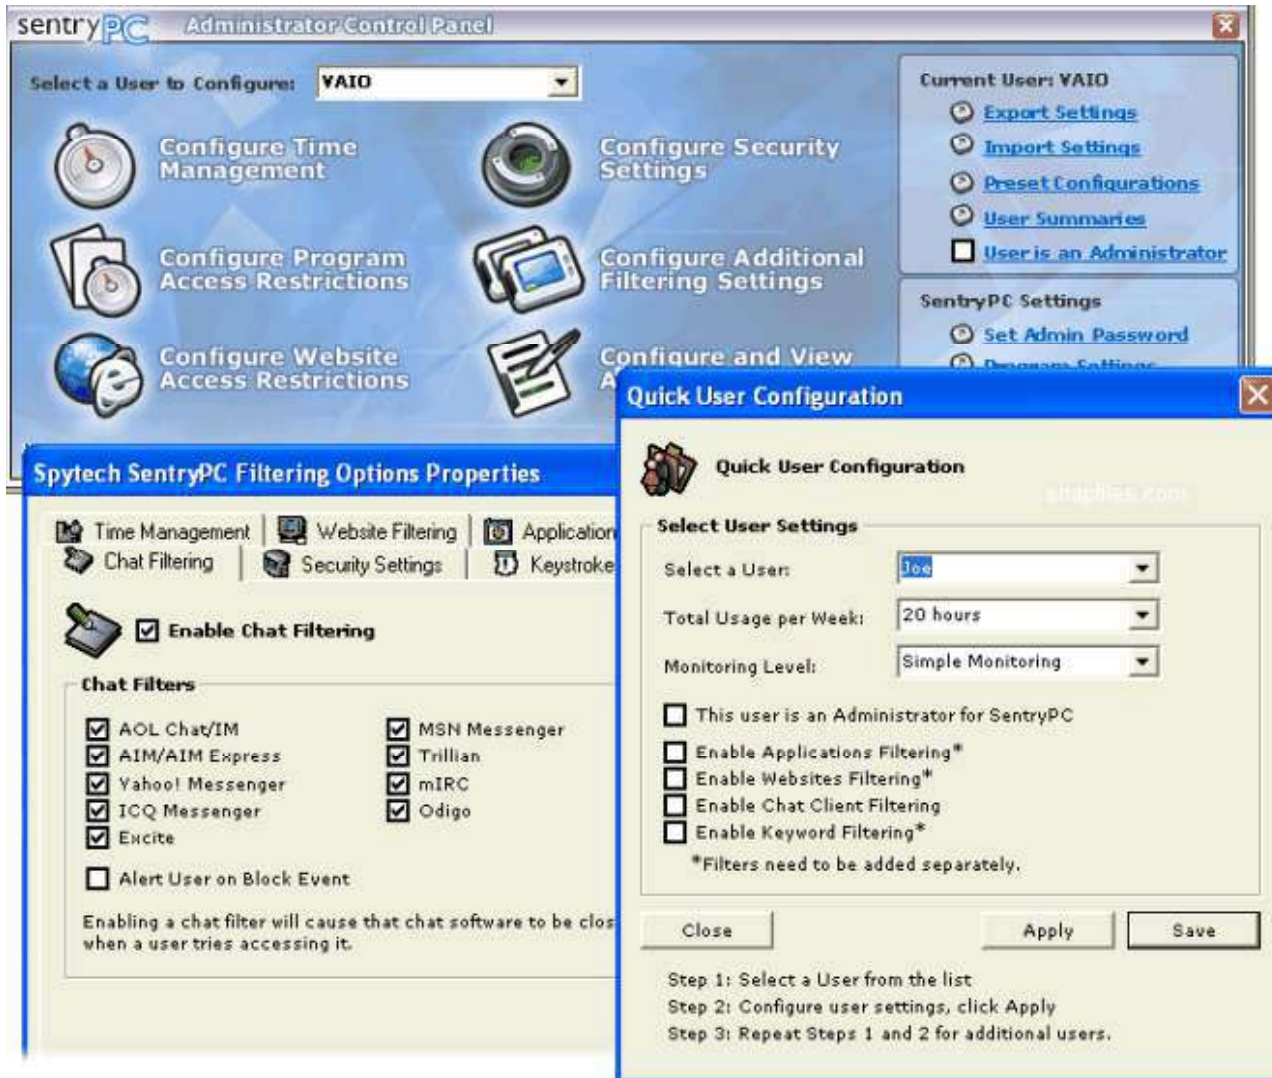 sentryPC Administrator Control Panel
Select a User to Configure: VAIO
Configure Time
Management
Configure Security
Settings
Configure Program
Access Restrictions
Configure Additional
Filtering Settings
Configure Website
Access Restrictions
Configure and View
Current User: VAIO
Export Settings
Import Settings
Preset Configurations
User Summaries
User is an Administrator
SentryPC Settings
Set Admin Password
Program Settings
Spytech SentryPC Filtering Options Properties
Time Management Website Filtering Application
Chat Filtering Security Settings Keystroke
Enable Chat Filtering
Chat Filters
AOL Chat/IM
AIM/AIM Express
Yahoo! Messenger
ICQ Messenger
Excite
MSN Messenger
Trillian
mIRC
Odigo
Alert User on Block Event
Enabling a chat filter will cause that chat software to be clos
when a user tries accessing it.
Quick User Configuration
Quick User Configuration
snapfiles.com
Select User Settings
Select a User: Joe
Total Usage per Week: 20 hours
Monitoring Level: Simple Monitoring
This user is an Administrator for SentryPC
Enable Applications Filtering*
Enable Websites Filtering*
Enable Chat Client Filtering
Enable Keyword Filtering*
*Filters need to be added separately.
Close Apply Save
Step 1: Select a User from the list
Step 2: Configure user settings, click Apply
Step 3: Repeat Steps 1 and 2 for additional users.